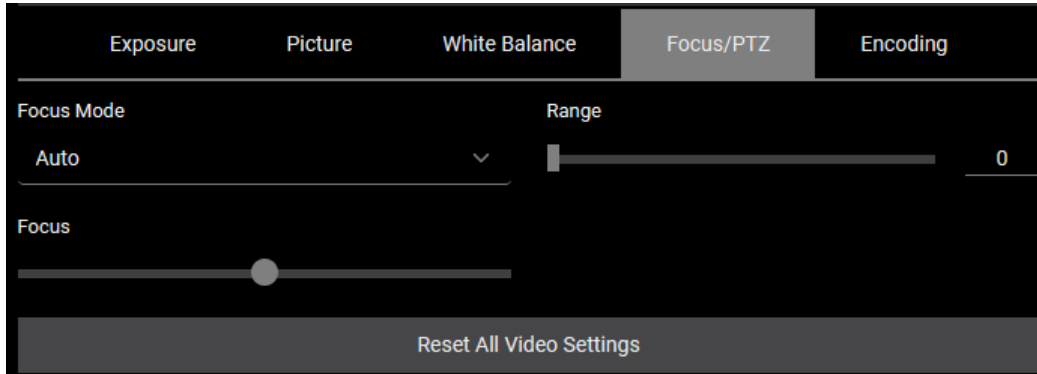 Exposure Picture White Balance Focus/PTZ Encoding
Focus Mode Range
Auto 0
Focus
Reset All Video Settings